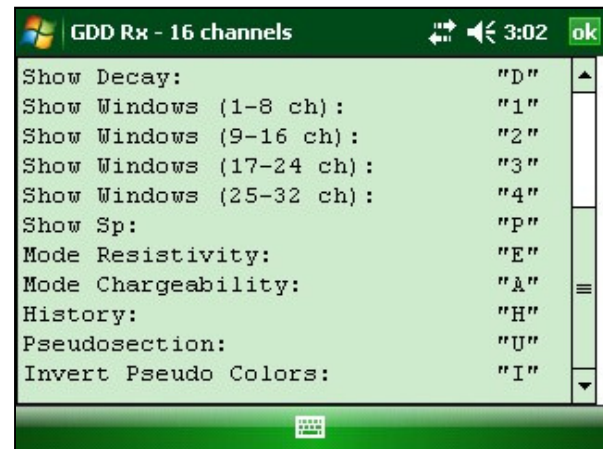 GDD Rx - 16 channels 3:02 ok
Show Decay: "D"
Show Windows (1-8 ch): "1"
Show Windows (9-16 ch): "2"
Show Windows (17-24 ch): "3"
Show Windows (25-32 ch): "4"
Show Sp: "P"
Mode Resistivity: "E"
Mode Chargeability: "A"
History: "H"
Pseudosection: "U"
Invert Pseudo Colors: "I"